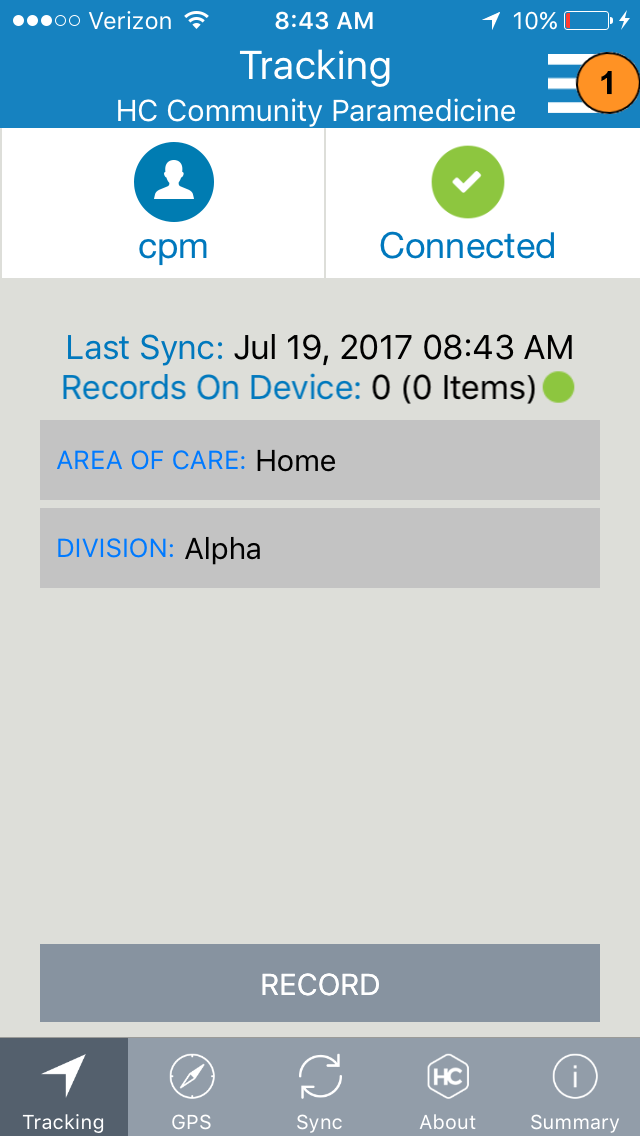 Verizon 8:43 AM 10%
Tracking
1
HC Community Paramedicine
cpm
Connected
Last Sync: Jul 19, 2017 08:43 AM
Records On Device: 0 (0 Items)
AREA OF CARE: Home
DIVISION: Alpha
RECORD
HC
Tracking GPS Sync About Summary